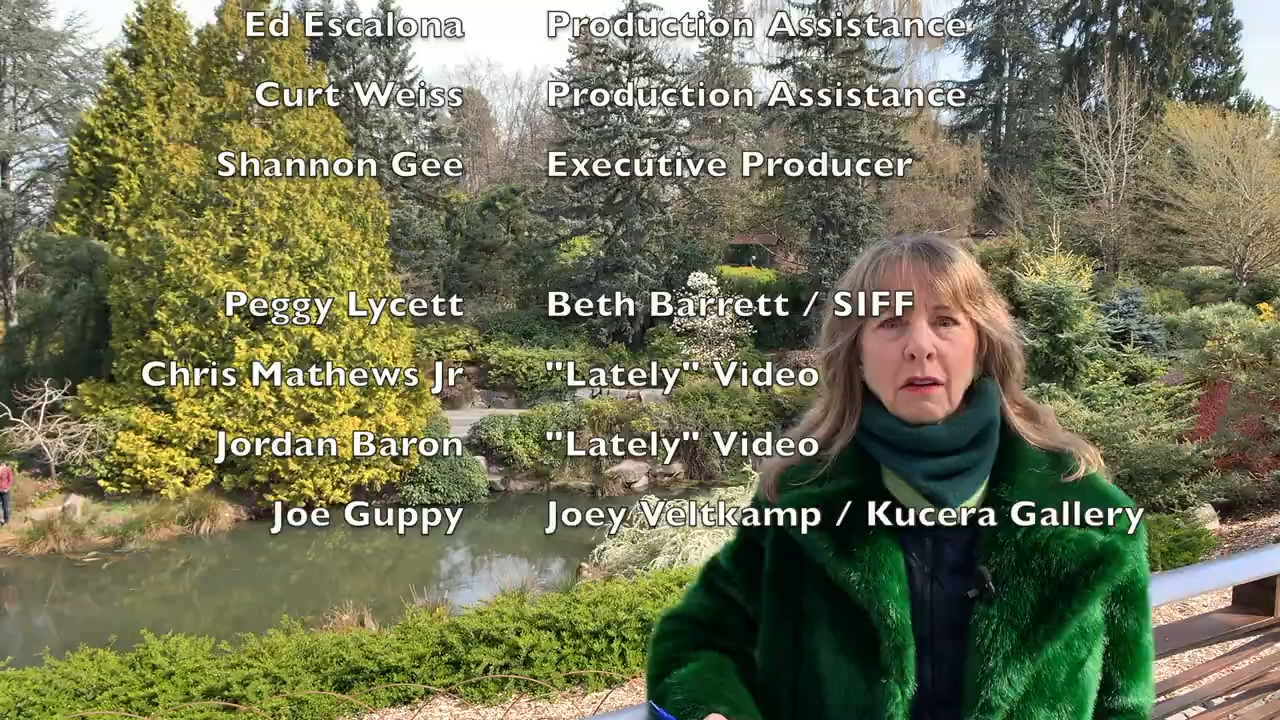 Ed Escalona Production Assistance
Curt Weiss Production Assistance
Shannon Gee Executive Producer
Peggy Lycett Beth Barrett / SIFF
Chris Mathews Jr "Lately" Video
Jordan Baron "Lately" Video
Joe Guppy Joey Veltkamp / Kucera Gallery